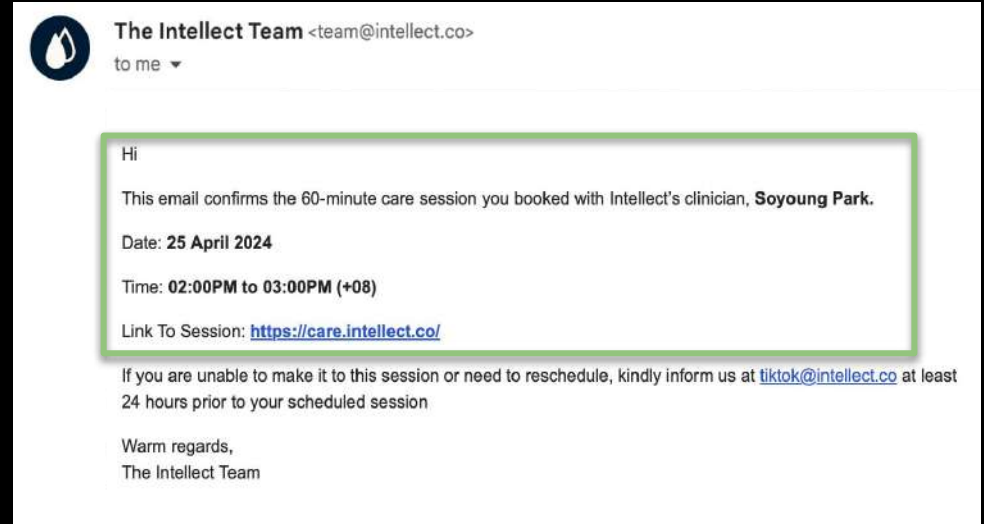 The Intellect Team <team@intellect.co>
to me
Hi
This email confirms the 60-minute care session you booked with Intellect's clinician, Soyoung Park.
Date: 25 April 2024
Time: 02:00PM to 03:00PM (+08)
Link To Session: https://care.intellect.co/
If you are unable to make it to this session or need to reschedule, kindly inform us at tiktok@intellect.co at least
24 hours prior to your scheduled session
Warm regards,
The Intellect Team